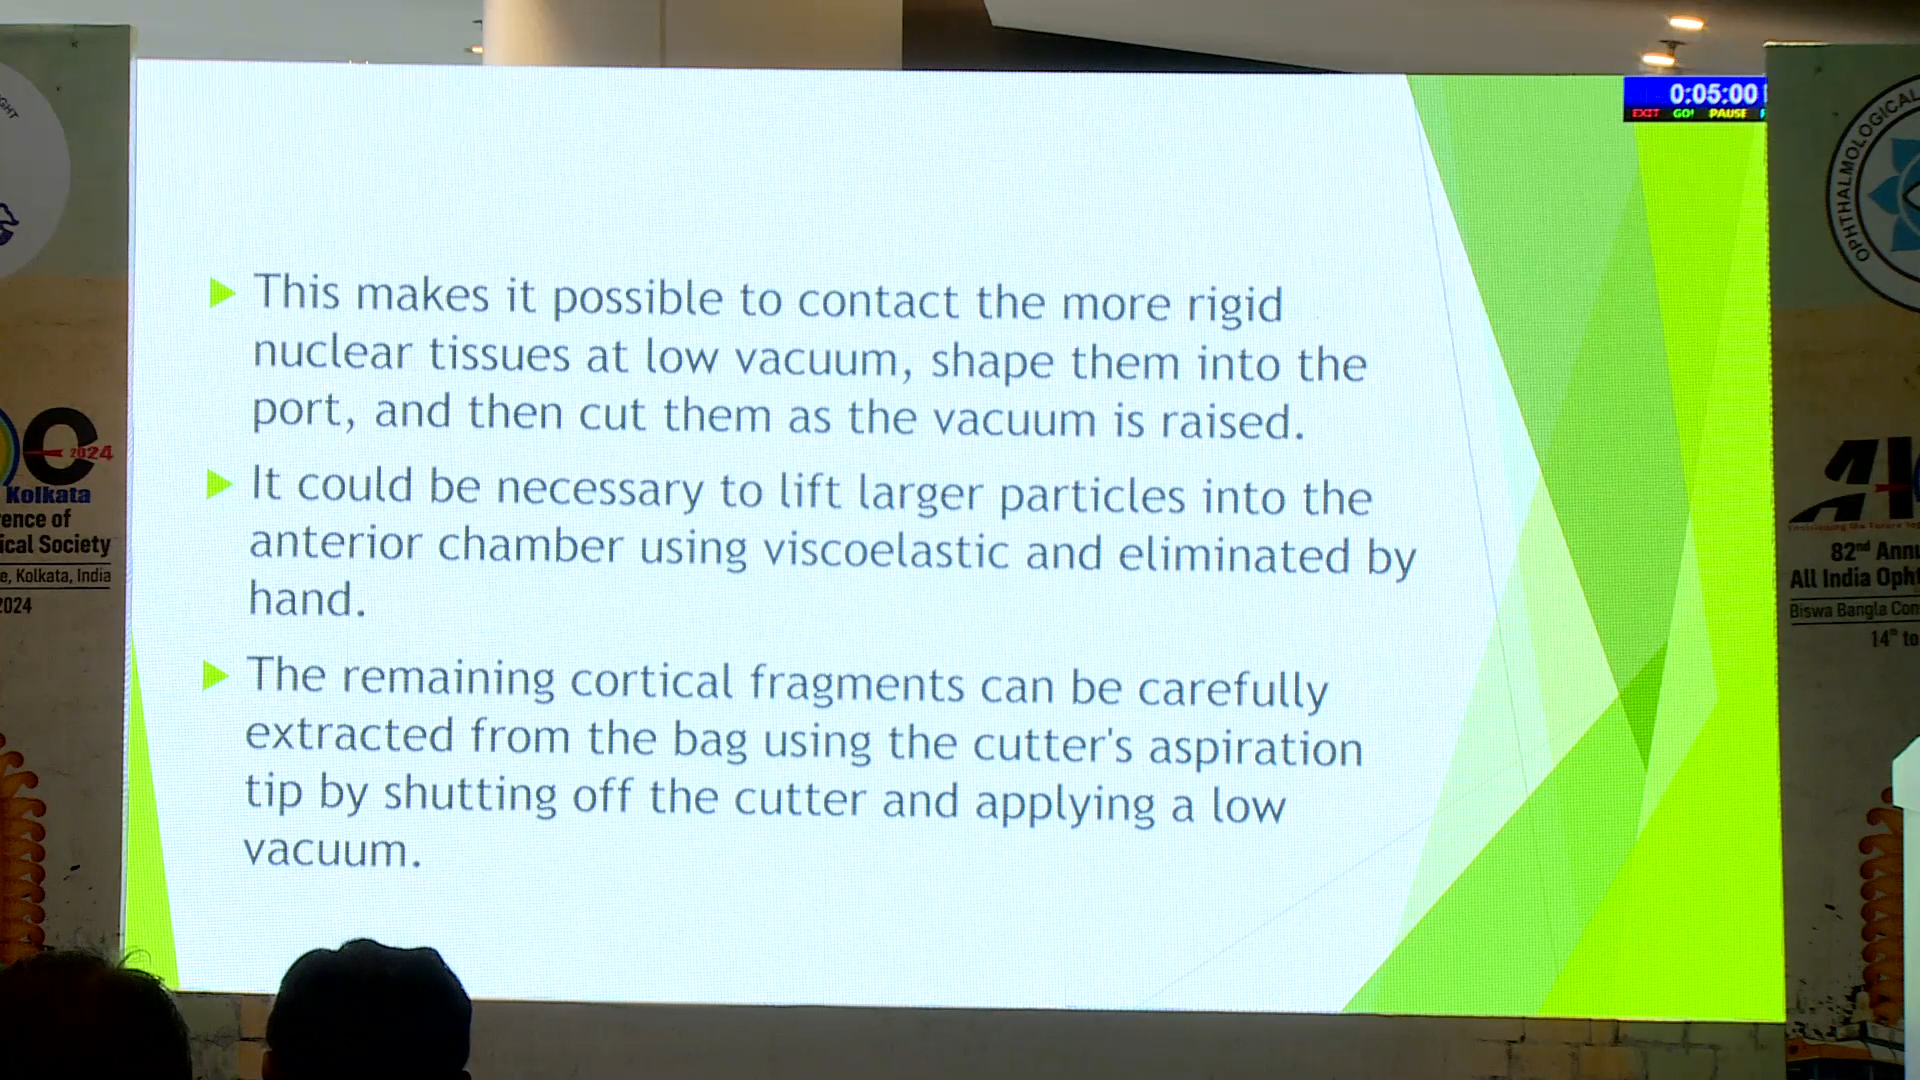 0:05:00
EXIT GO! PAUSE
This makes it possible to contact the more rigid
nuclear tissues at low vacuum, shape them into the
port, and then cut them as the vacuum is raised.
It could be necessary to lift larger particles into the
anterior chamber using viscoelastic and eliminated by
hand.
The remaining cortical fragments can be carefully
extracted from the bag using the cutter's aspiration
tip by shutting off the cutter and applying a low
vacuum.
2024
Kolkata
ence of
ical Society
e, Kolkata, India
2024
OPHTHALMOLOGICAL
82nd Annu
All India Opht
Biswa Bangla Con
14th to